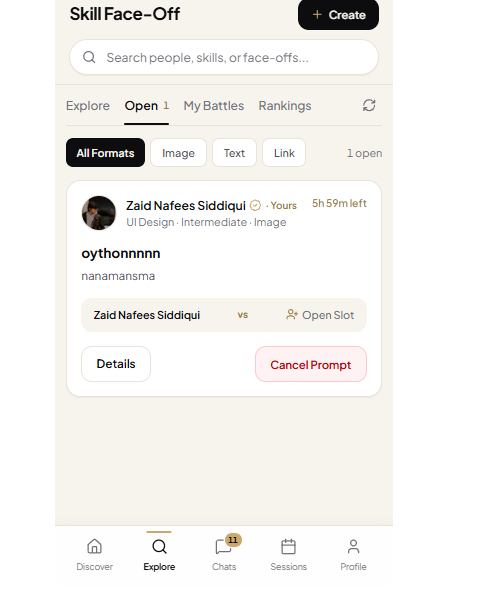 Skill Face-Off
+ Create
Search people, skills, or face-offs...
Explore Open 1 My Battles Rankings
All Formats Image Text Link 1 open
Zaid Nafees Siddiqui · Yours 5h 59m left
UI Design · Intermediate · Image
oythonnnnn
nanamansma
Zaid Nafees Siddiqui vs Open Slot
Details Cancel Prompt
11
Discover Explore Chats Sessions Profile